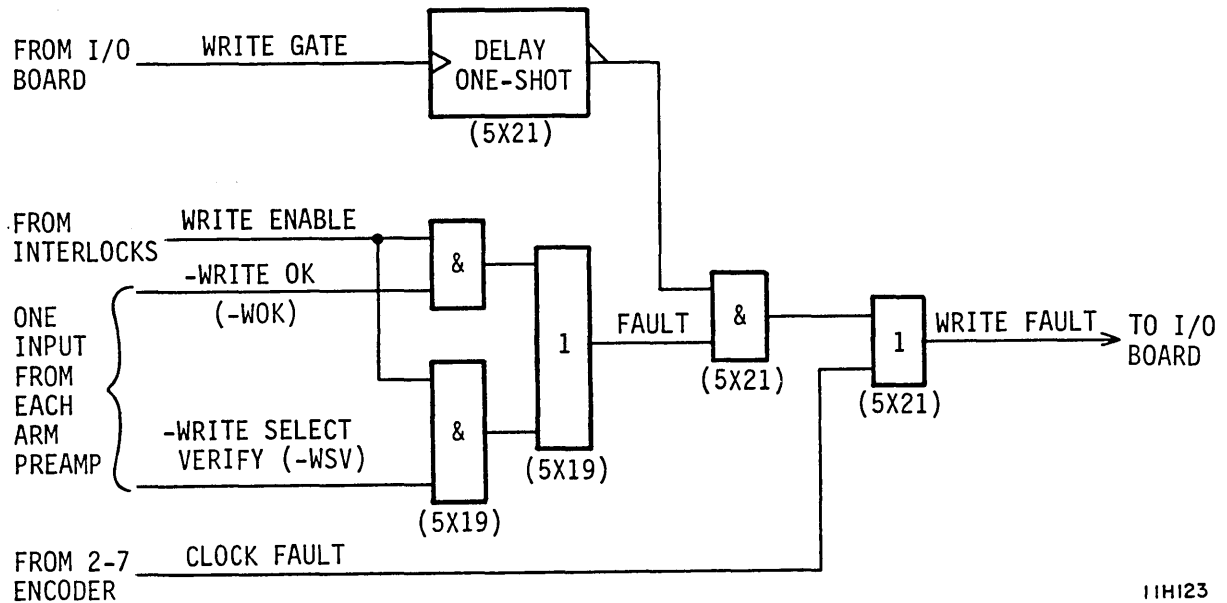 FROM I/O
BOARD
WRITE GATE
DELAY
ONE-SHOT
(5X21)
FROM
INTERLOCKS
WRITE ENABLE
-WRITE OK
(-WOK)
&
ONE
INPUT
FROM
EACH
ARM
PREAMP
-WRITE SELECT
VERIFY (-WSV)
&
(5X19)
1
(5X19)
FAULT
&
(5X21)
1
(5X21)
WRITE FAULT
TO I/O
BOARD
FROM 2-7
ENCODER
CLOCK FAULT
11H123